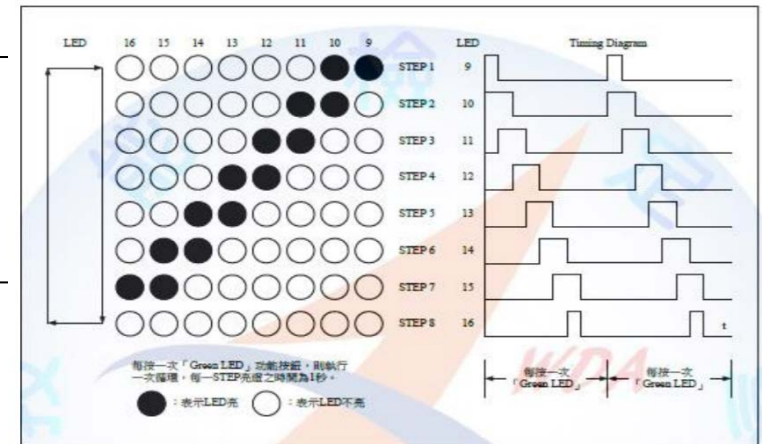 LED 16 15 14 13 12 11 10 9 LED Timing Diagram
STEP 1 9
STEP 2 10
STEP 3 11
STEP 4 12
STEP 5 13
STEP 6 14
STEP 7 15
STEP 8 16 t
每按一次「Green LED」功能按鈕，則執行
一次循環，每一STEP亮燈之時間為1秒。
：表示LED亮 ：表示LED不亮
每按一次 每按一次
「Green LED」 「Green LED」
WDA